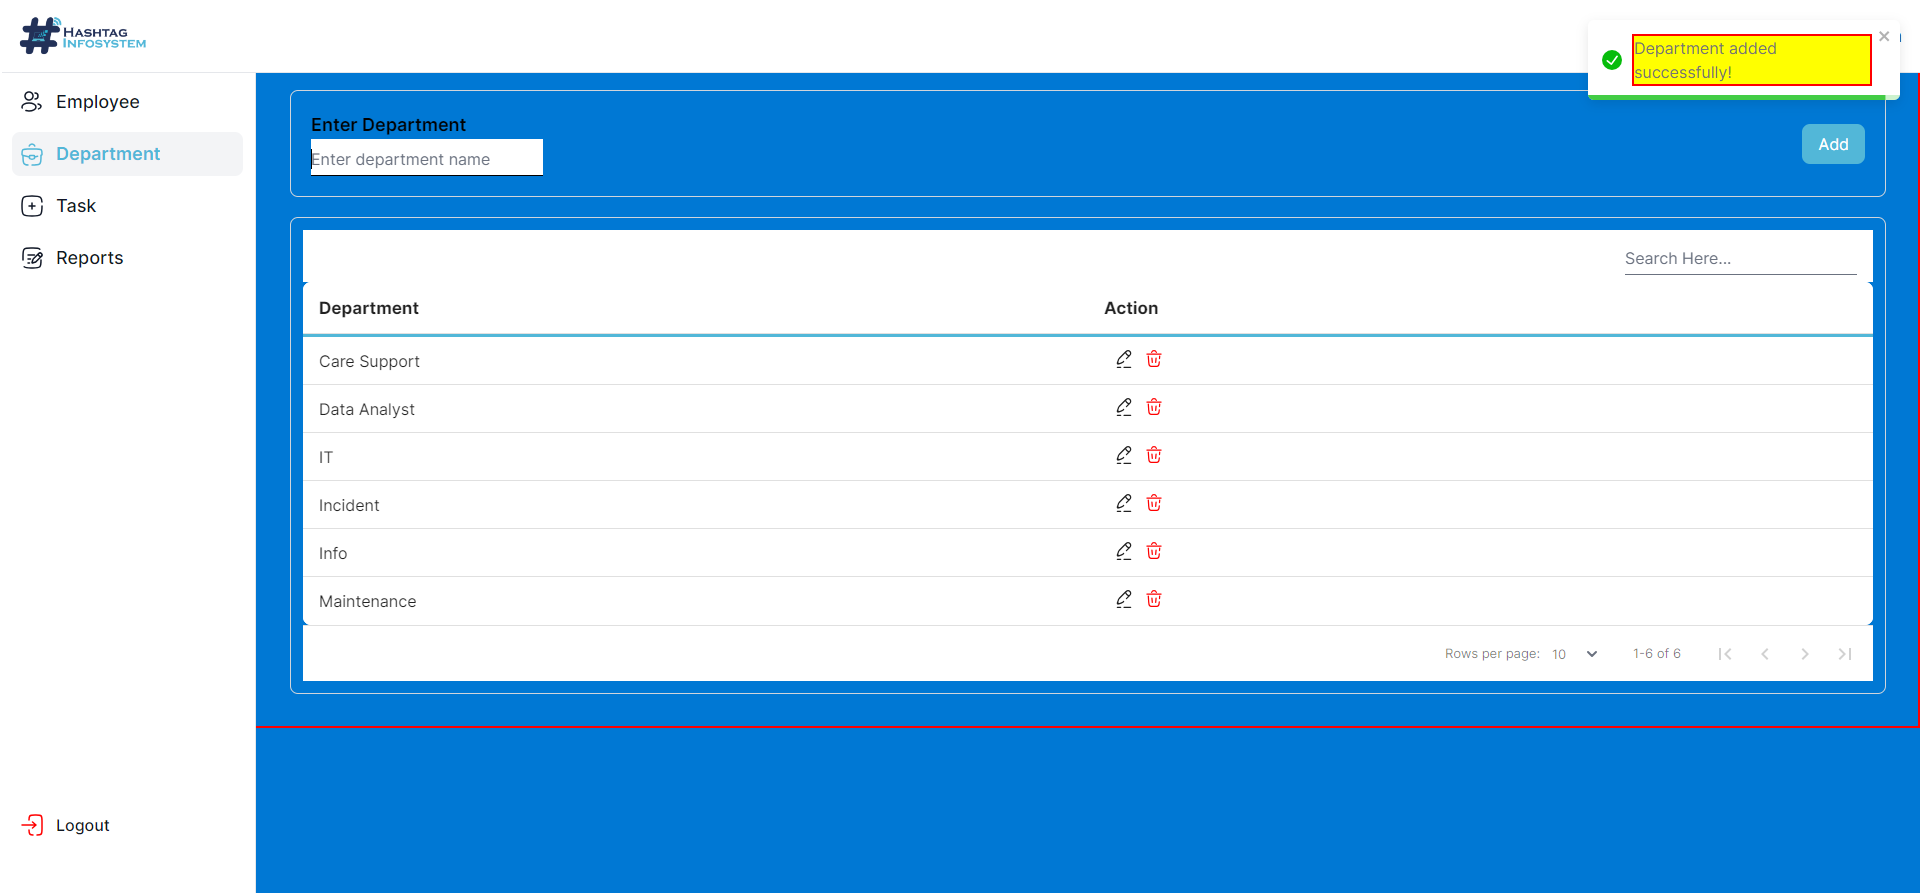 HASHTAG
INFOSYSTEM
Department added
successfully!
Employee
Department
Task
Reports
Logout
Enter Department
Enter department name
Add
Search Here...
Department Action
Care Support
Data Analyst
IT
Incident
Info
Maintenance
Rows per page: 10 1-6 of 6